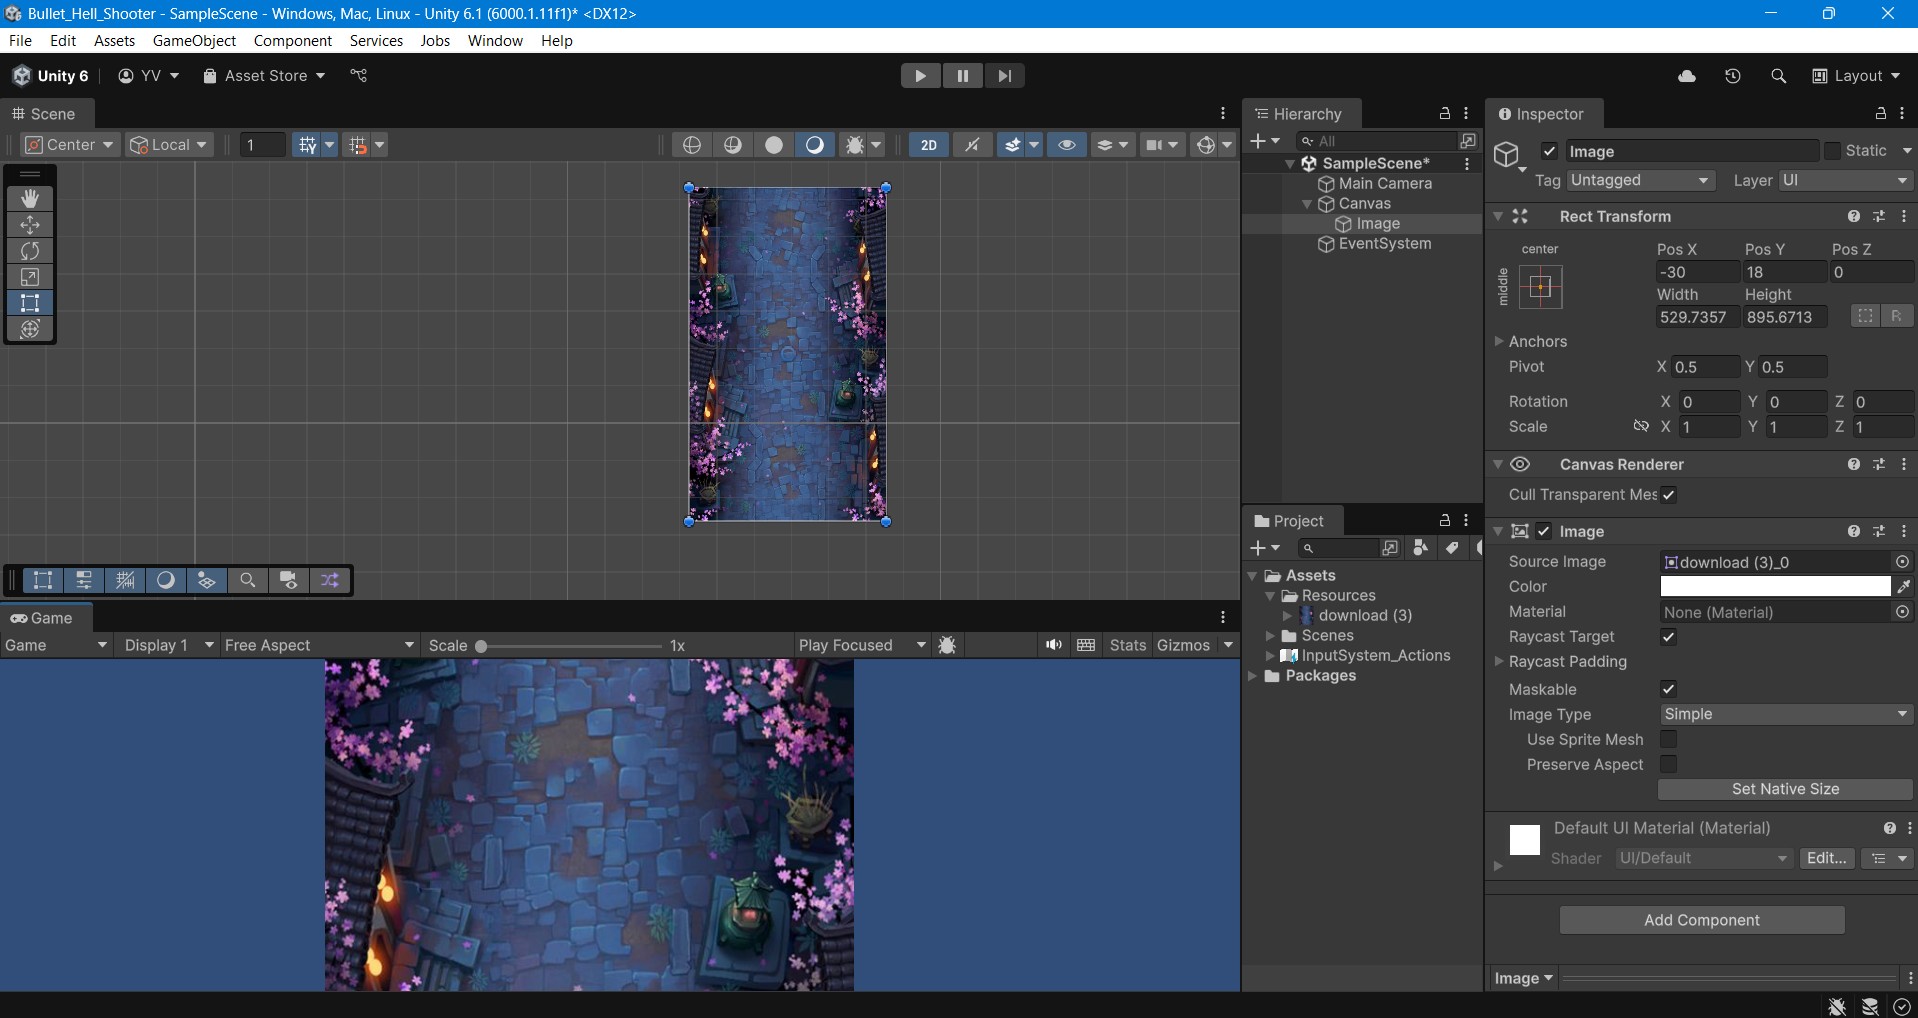 Bullet_Hell_Shooter - SampleScene - Windows, Mac, Linux - Unity 6.1 (6000.1.11f1)* <DX12>
File Edit Assets GameObject Component Services Jobs Window Help
Unity 6 YV Asset Store Layout
Scene
Center Local 1 2D
Game
Game Display 1 Free Aspect Scale 1x Play Focused Stats Gizmos
Hierarchy
All
SampleScene*
Main Camera
Canvas
Image
EventSystem
Project
Assets
Resources
download (3)
Scenes
InputSystem_Actions
Packages
Inspector
Image Static
Tag Untagged Layer UI
Rect Transform
center Pos X Pos Y Pos Z
middle -30 18 0
Width Height
529.7357 895.6713 R
Anchors
Pivot X 0.5 Y 0.5
Rotation X 0 Y 0 Z 0
Scale X 1 Y 1 Z 1
Canvas Renderer
Cull Transparent Mes
Image
Source Image download (3)_0
Color
Material None (Material)
Raycast Target
Raycast Padding
Maskable
Image Type Simple
Use Sprite Mesh
Preserve Aspect
Set Native Size
Default UI Material (Material)
Shader UI/Default Edit...
Add Component
Image